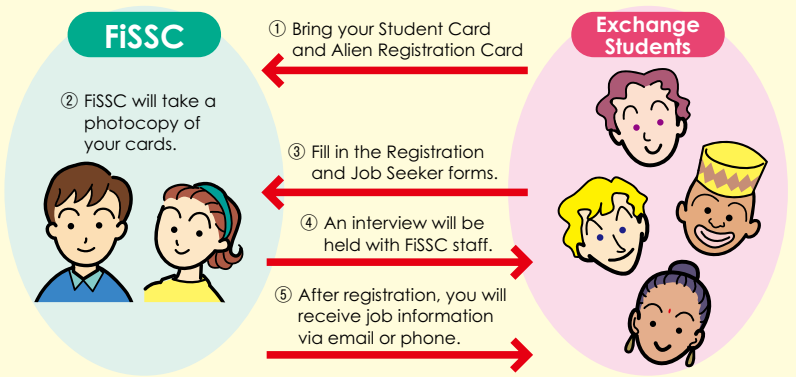 FiSSC
Exchange
Students
① Bring your Student Card
and Alien Registration Card
② FiSSC will take a
photocopy of
your cards.
③ Fill in the Registration
and Job Seeker forms.
④ An interview will be
held with FiSSC staff.
⑤ After registration, you will
receive job information
via email or phone.